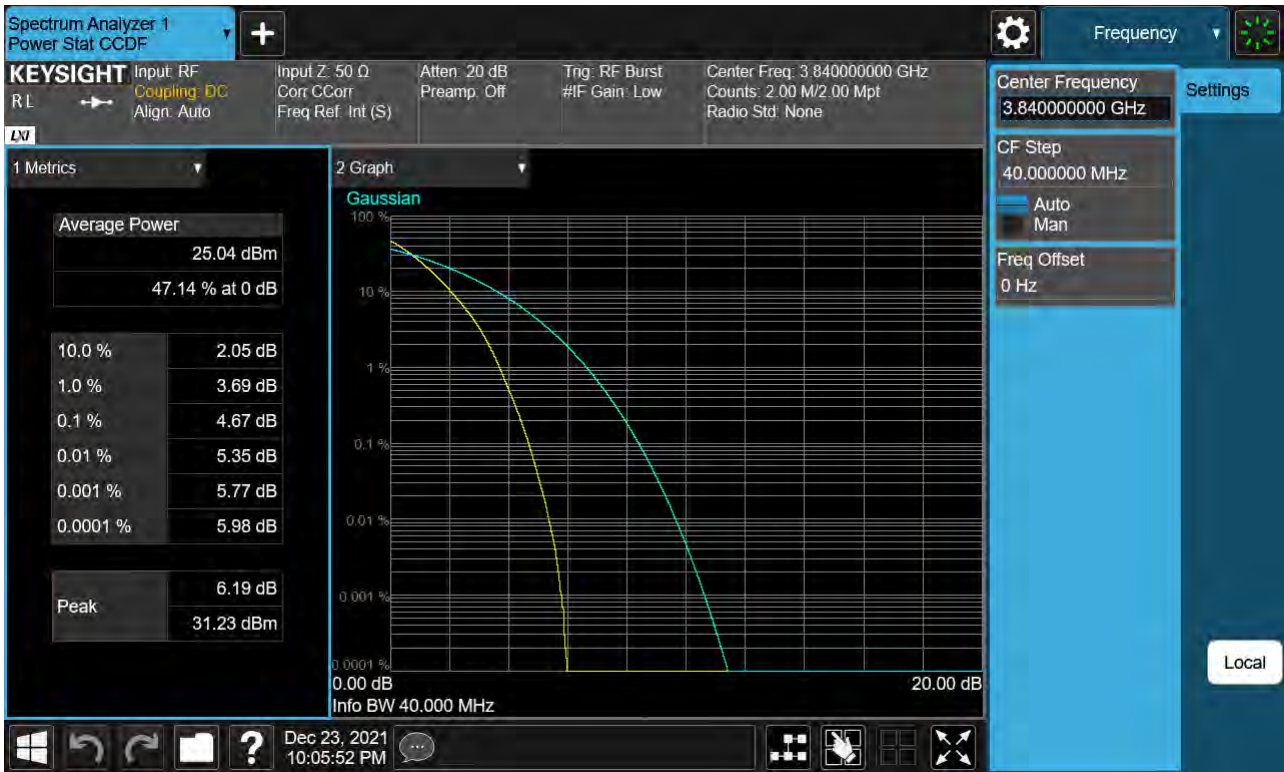 Spectrum Analyzer 1
Power Stat CCDF
+
Frequency
KEYSIGHT
RL
LXI
Input: RF
Coupling: DC
Align: Auto
Input Z: 50 Ω
Corr CCorr
Freq Ref: Int (S)
Atten: 20 dB
Preamp: Off
Trig: RF Burst
#IF Gain: Low
Center Freq: 3.840000000 GHz
Counts: 2.00 M/2.00 Mpt
Radio Std: None
Center Frequency
3.840000000 GHz
Settings
CF Step
40.000000 MHz
Auto
Man
Freq Offset
0 Hz
Local
1 Metrics
Average Power
25.04 dBm
47.14 % at 0 dB
10.0 % 2.05 dB
1.0 % 3.69 dB
0.1 % 4.67 dB
0.01 % 5.35 dB
0.001 % 5.77 dB
0.0001 % 5.98 dB
Peak
6.19 dB
31.23 dBm
2 Graph
Gaussian
100 %
10 %
1 %
0.1 %
0.01 %
0.001 %
0.0001 %
0.00 dB 20.00 dB
Info BW 40.000 MHz
?
Dec 23, 2021
10:05:52 PM